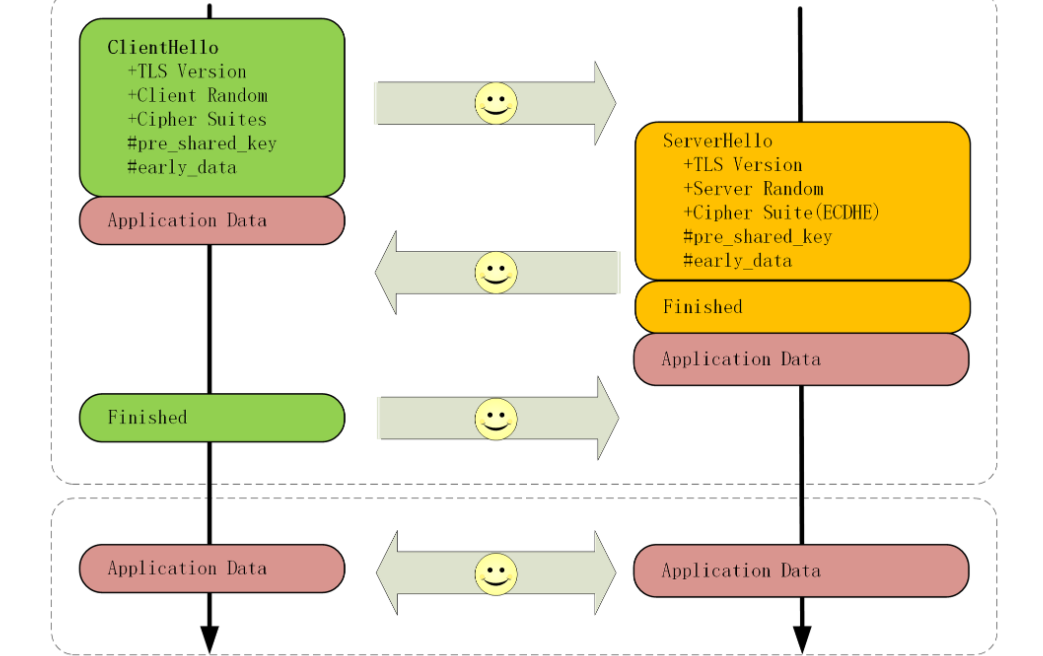 ClientHello
+TLS Version
+Client Random
+Cipher Suites
#pre_shared_key
#early_data
Application Data
ServerHello
+TLS Version
+Server Random
+Cipher Suite(ECDHE)
#pre_shared_key
#early_data
Finished
Application Data
Finished
Application Data
Application Data